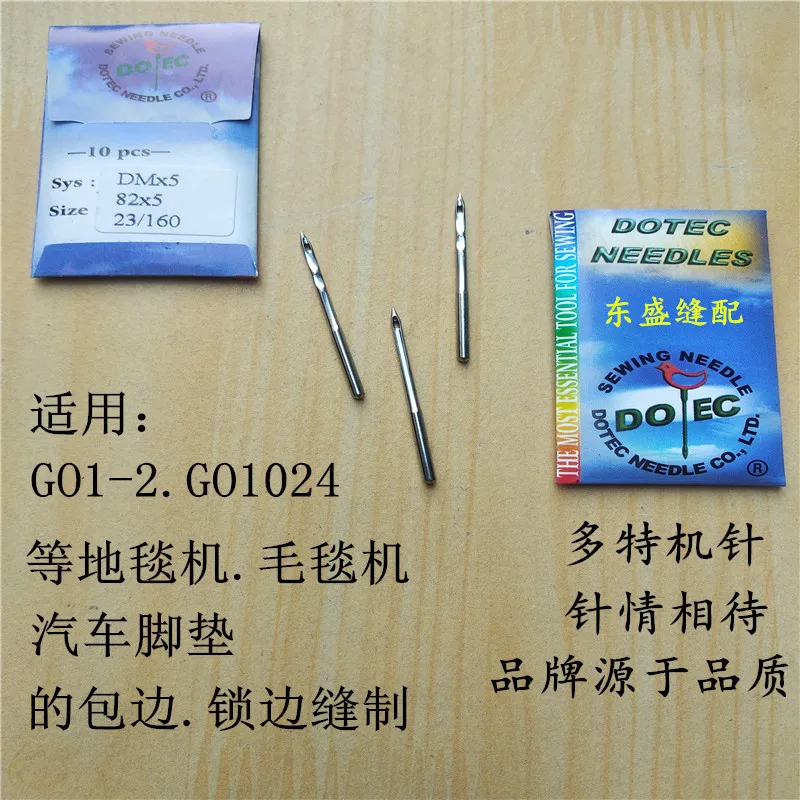 SEWING NEEDLE
DOTEC
DOTEC NEEDLE CO., LTD.
®
—10 pcs—
Sys : DMx5
82x5
Size 23/160
DOTEC
NEEDLES
东盛缝配
THE MOST ESSENTIAL TOOL FOR SEWING
SEWING NEEDLE
DOTEC
DOTEC NEEDLE CO., LTD.
®
适用：
GO1-2.GO1024
等地毯机.毛毯机
汽车脚垫
的包边.锁边缝制
多特机针
针情相待
品牌源于品质